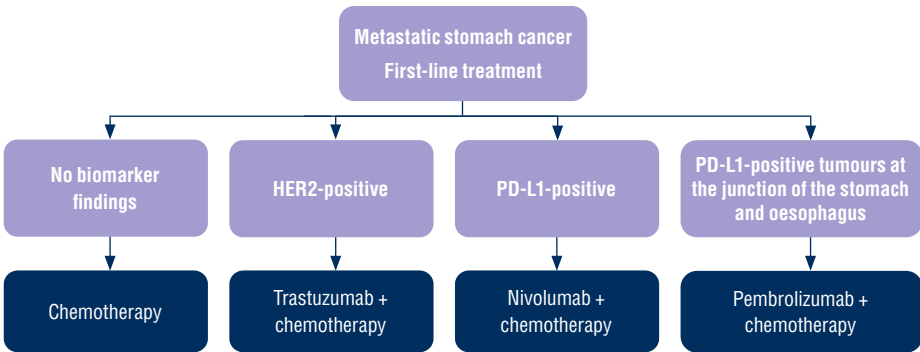 Metastatic stomach cancer
First-line treatment
No biomarker
findings
HER2-positive
PD-L1-positive
PD-L1-positive tumours at
the junction of the stomach
and oesophagus
Chemotherapy
Trastuzumab +
chemotherapy
Nivolumab +
chemotherapy
Pembrolizumab +
chemotherapy